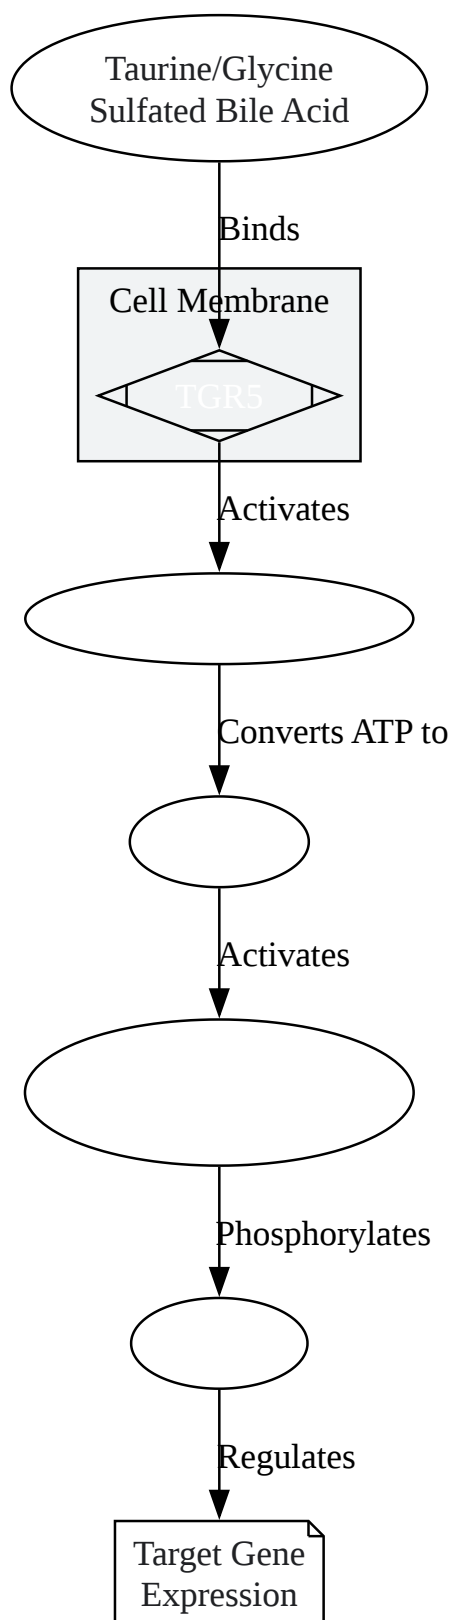 Taurine/Glycine
Sulfated Bile Acid
Binds
Cell Membrane
TGR5
Activates
Converts ATP to
Activates
Phosphorylates
Regulates
Target Gene
Expression